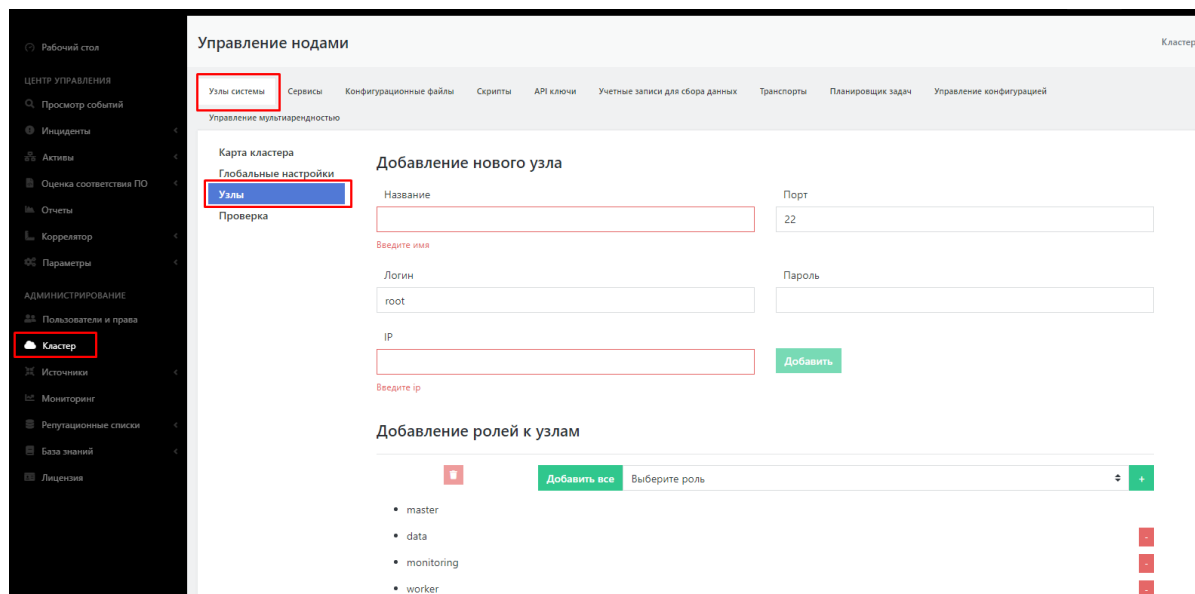 Рабочий стол
ЦЕНТР УПРАВЛЕНИЯ
Просмотр событий
Инциденты
Активы
Оценка соответствия ПО
Отчеты
Коррелятор
Параметры
АДМИНИСТРИРОВАНИЕ
Пользователи и права
Кластер
Источники
Мониторинг
Репутационные списки
База знаний
Лицензия
Управление нодами
Кластер
Узлы системы Сервисы Конфигурационные файлы Скрипты API ключи Учетные записи для сбора данных Транспорты Планировщик задач Управление конфигурацией
Управление мультиарендностью
Карта кластера
Глобальные настройки
Узлы
Проверка
Добавление нового узла
Название Порт
22
Введите имя
Логин Пароль
root
IP
Добавить
Введите ip
Добавление ролей к узлам
Добавить все Выберите роль +
• master
• data -
• monitoring -
• worker -